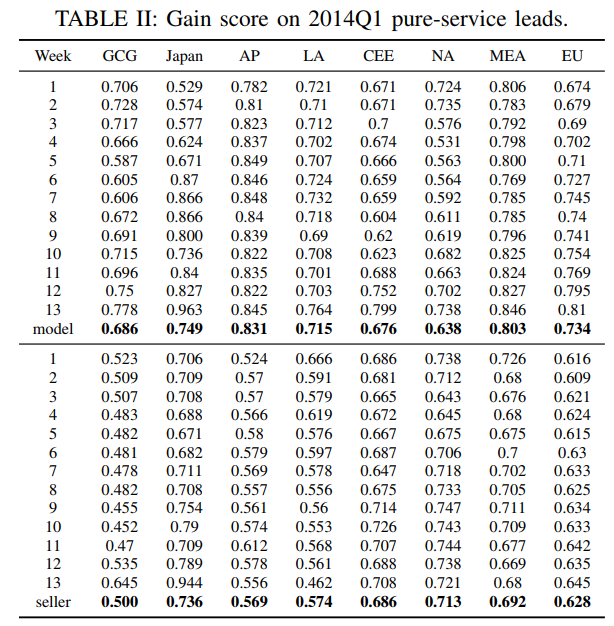 TABLE II: Gain score on 2014Q1 pure-service leads.
Week GCG Japan AP LA CEE NA MEA EU
1 0.706 0.529 0.782 0.721 0.671 0.724 0.806 0.674
2 0.728 0.574 0.81 0.71 0.671 0.735 0.783 0.679
3 0.717 0.577 0.823 0.712 0.7 0.576 0.792 0.69
4 0.666 0.624 0.837 0.702 0.674 0.531 0.798 0.702
5 0.587 0.671 0.849 0.707 0.666 0.563 0.800 0.71
6 0.605 0.87 0.846 0.724 0.659 0.564 0.769 0.727
7 0.606 0.866 0.848 0.732 0.659 0.592 0.785 0.745
8 0.672 0.866 0.84 0.718 0.604 0.611 0.785 0.74
9 0.691 0.800 0.839 0.69 0.62 0.619 0.796 0.741
10 0.715 0.736 0.822 0.708 0.623 0.682 0.825 0.754
11 0.696 0.84 0.835 0.701 0.688 0.663 0.824 0.769
12 0.75 0.827 0.822 0.703 0.752 0.702 0.827 0.795
13 0.778 0.963 0.845 0.764 0.799 0.738 0.846 0.81
model 0.686 0.749 0.831 0.715 0.676 0.638 0.803 0.734
1 0.523 0.706 0.524 0.666 0.686 0.738 0.726 0.616
2 0.509 0.709 0.57 0.591 0.681 0.712 0.68 0.609
3 0.507 0.708 0.57 0.579 0.665 0.643 0.676 0.621
4 0.483 0.688 0.566 0.619 0.672 0.645 0.68 0.624
5 0.482 0.671 0.58 0.576 0.667 0.675 0.675 0.615
6 0.481 0.682 0.579 0.597 0.687 0.706 0.7 0.63
7 0.478 0.711 0.569 0.578 0.647 0.718 0.702 0.633
8 0.482 0.708 0.557 0.556 0.675 0.733 0.705 0.625
9 0.455 0.754 0.561 0.56 0.714 0.747 0.711 0.634
10 0.452 0.79 0.574 0.553 0.726 0.743 0.709 0.633
11 0.47 0.709 0.612 0.568 0.707 0.744 0.677 0.642
12 0.535 0.789 0.578 0.561 0.688 0.738 0.669 0.635
13 0.645 0.944 0.556 0.462 0.708 0.721 0.68 0.645
seller 0.500 0.736 0.569 0.574 0.686 0.713 0.692 0.628